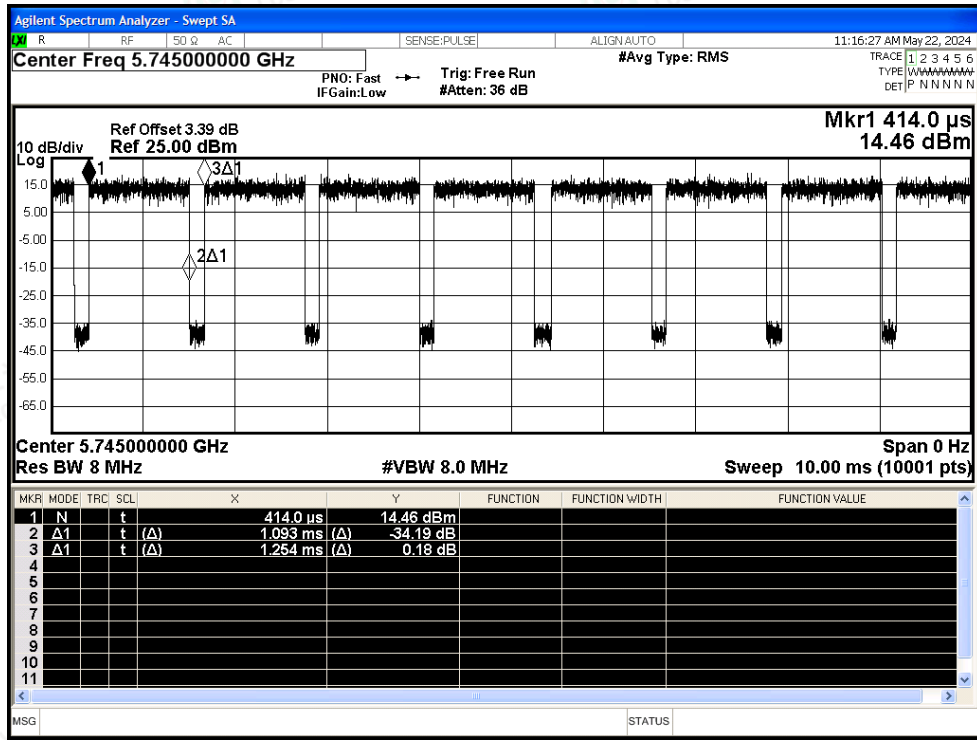 Agilent Spectrum Analyzer - Swept SA
LXI R RF 50 Ω AC SENSE:PULSE ALIGN AUTO 11:16:27 AM May 22, 2024
Center Freq 5.745000000 GHz #Avg Type: RMS TRACE 1 2 3 4 5 6
PNO: Fast Trig: Free Run TYPE WWWWWW
IFGain:Low #Atten: 36 dB DET P N N N N N
Mkr1 414.0 µs
Ref Offset 3.39 dB
10 dB/div Ref 25.00 dBm 14.46 dBm
Log
1 3Δ1
15.0
5.00
-5.00
2Δ1
-15.0
-25.0
-35.0
-45.0
-55.0
-65.0
Center 5.745000000 GHz Span 0 Hz
Res BW 8 MHz #VBW 8.0 MHz Sweep 10.00 ms (10001 pts)
MKR MODE TRC SCL X Y FUNCTION FUNCTION WIDTH FUNCTION VALUE
1 N t 414.0 µs 14.46 dBm
2 Δ1 t (Δ) 1.093 ms (Δ) -34.19 dB
3 Δ1 t (Δ) 1.254 ms (Δ) 0.18 dB
4
5
6
7
8
9
10
11
MSG STATUS